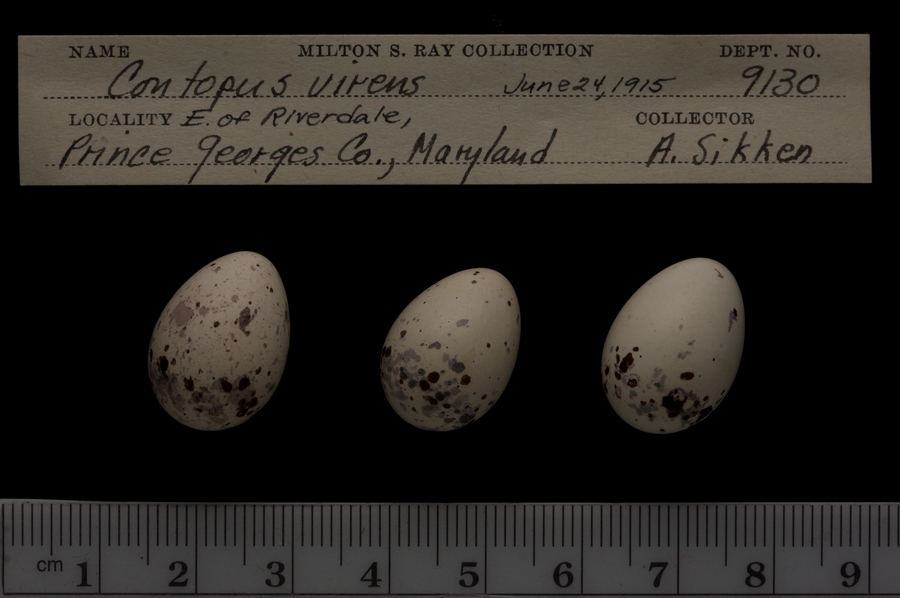 NAME MILTON S. RAY COLLECTION DEPT. NO.
Contopus virens June 24, 1915 9130
LOCALITY E. of Riverdale, COLLECTOR
Prince Georges Co., Maryland A. Sikken
cm 1 2 3 4 5 6 7 8 9